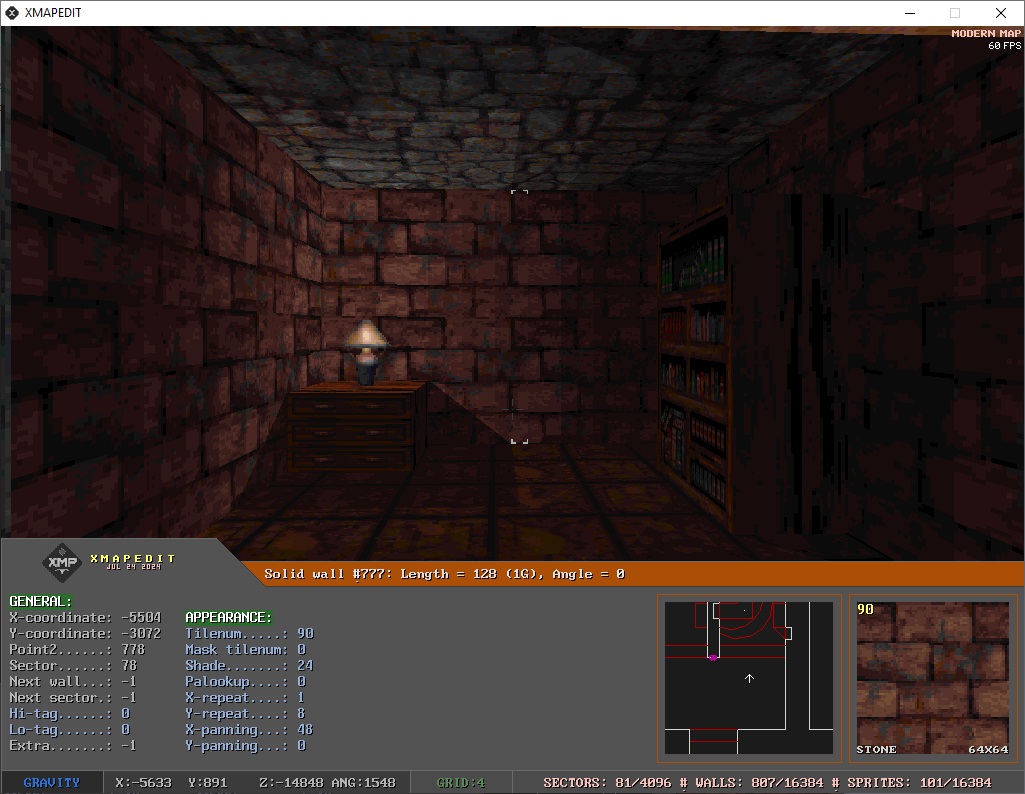 XMAPEDIT
MODERN MAP
60 FPS
XMP
XMAPEDIT
JUL 24 2024
Solid wall #777: Length = 128 (1G), Angle = 0
GENERAL:
X-coordinate: -5504
Y-coordinate: -3072
Point2......: 778
Sector......: 78
Next wall...: -1
Next sector.: -1
Hi-tag......: 0
Lo-tag......: 0
Extra.......: -1
APPEARANCE:
Tilenum.....: 90
Mask tilenum: 0
Shade.......: 24
Palookup....: 0
X-repeat....: 1
Y-repeat....: 8
X-panning...: 48
Y-panning...: 0
90
STONE 64X64
GRAVITY X:-5633 Y:891 Z:-14848 ANG:1548 GRID:4 SECTORS: 81/4096 # WALLS: 807/16384 # SPRITES: 101/16384